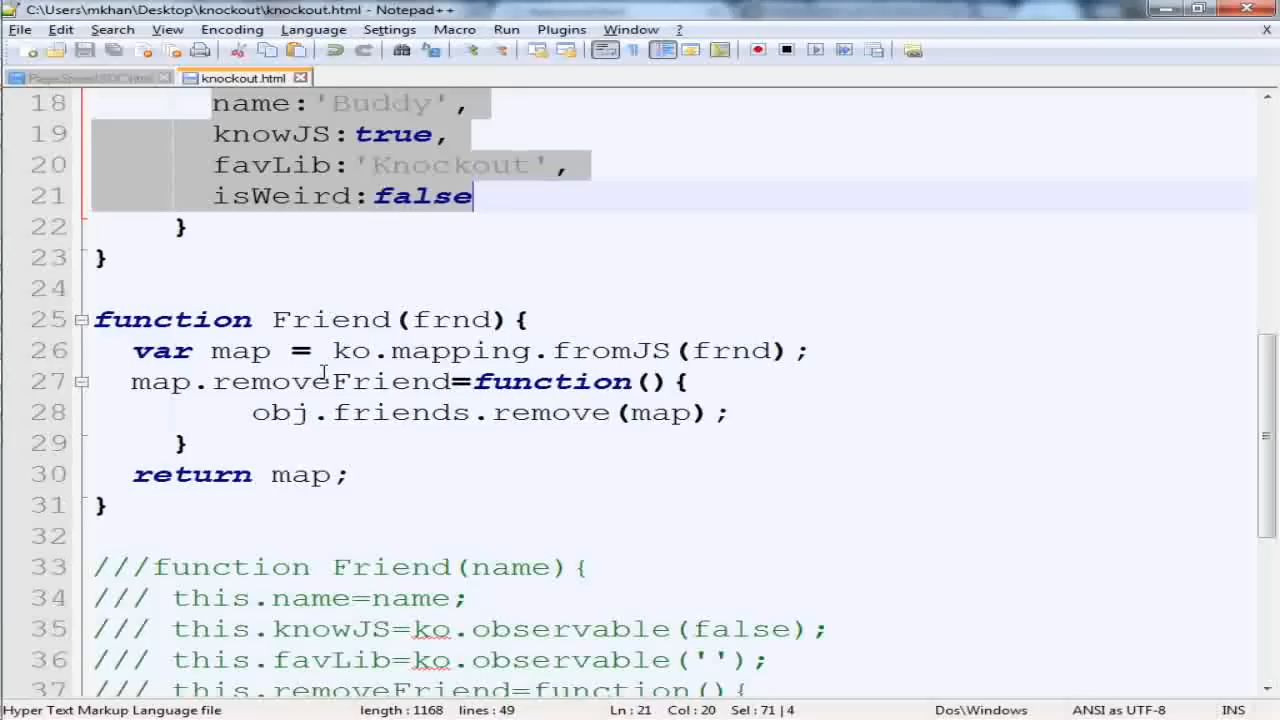 C:\Users\mkhan\Desktop\knockout\knockout.html - Notepad++
File Edit Search View Encoding Language Settings Macro Run Plugins Window ? X
knockout.html
18 name:'Buddy',
19 knowJS:true,
20 favLib:'Knockout',
21 isWeird:false
22 }
23 }
24
25 function Friend(frnd){
26 var map = ko.mapping.fromJS(frnd);
27 map.removeFriend=function(){
28 obj.friends.remove(map);
29 }
30 return map;
31 }
32
33 ///function Friend(name){
34 /// this.name=name;
35 /// this.knowJS=ko.observable(false);
36 /// this.favLib=ko.observable('');
37 /// this.removeFriend=function(){
Hyper Text Markup Language file length : 1168 lines : 49 Ln : 21 Col : 20 Sel : 71 | 4 Dos\Windows ANSI as UTF-8 INS